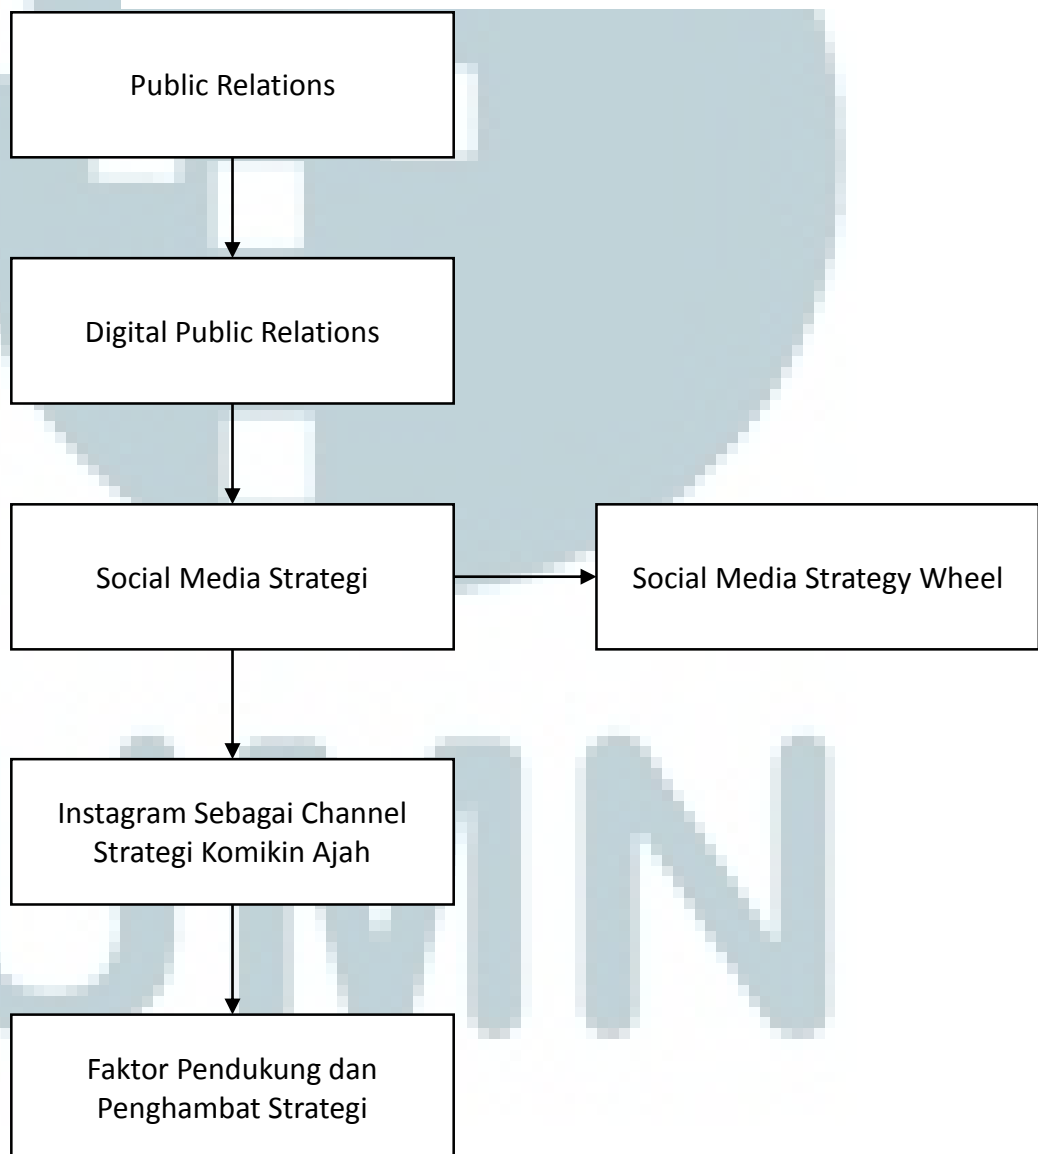 Public Relations
Digital Public Relations
Social Media Strategi
Social Media Strategy Wheel
Instagram Sebagai Channel
Strategi Komikin Ajah
Faktor Pendukung dan
Penghambat Strategi
UMN